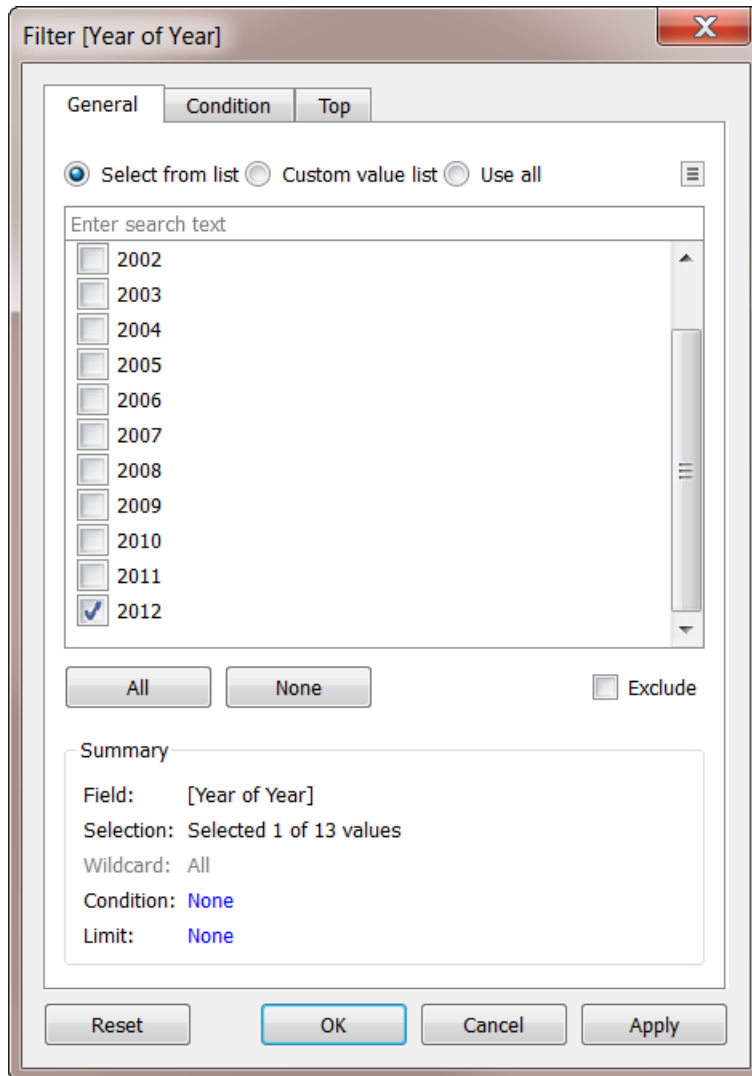 Filter [Year of Year]
General Condition Top
Select from list Custom value list Use all
Enter search text
2002
2003
2004
2005
2006
2007
2008
2009
2010
2011
2012
All None Exclude
Summary
Field: [Year of Year]
Selection: Selected 1 of 13 values
Wildcard: All
Condition: None
Limit: None
Reset OK Cancel Apply